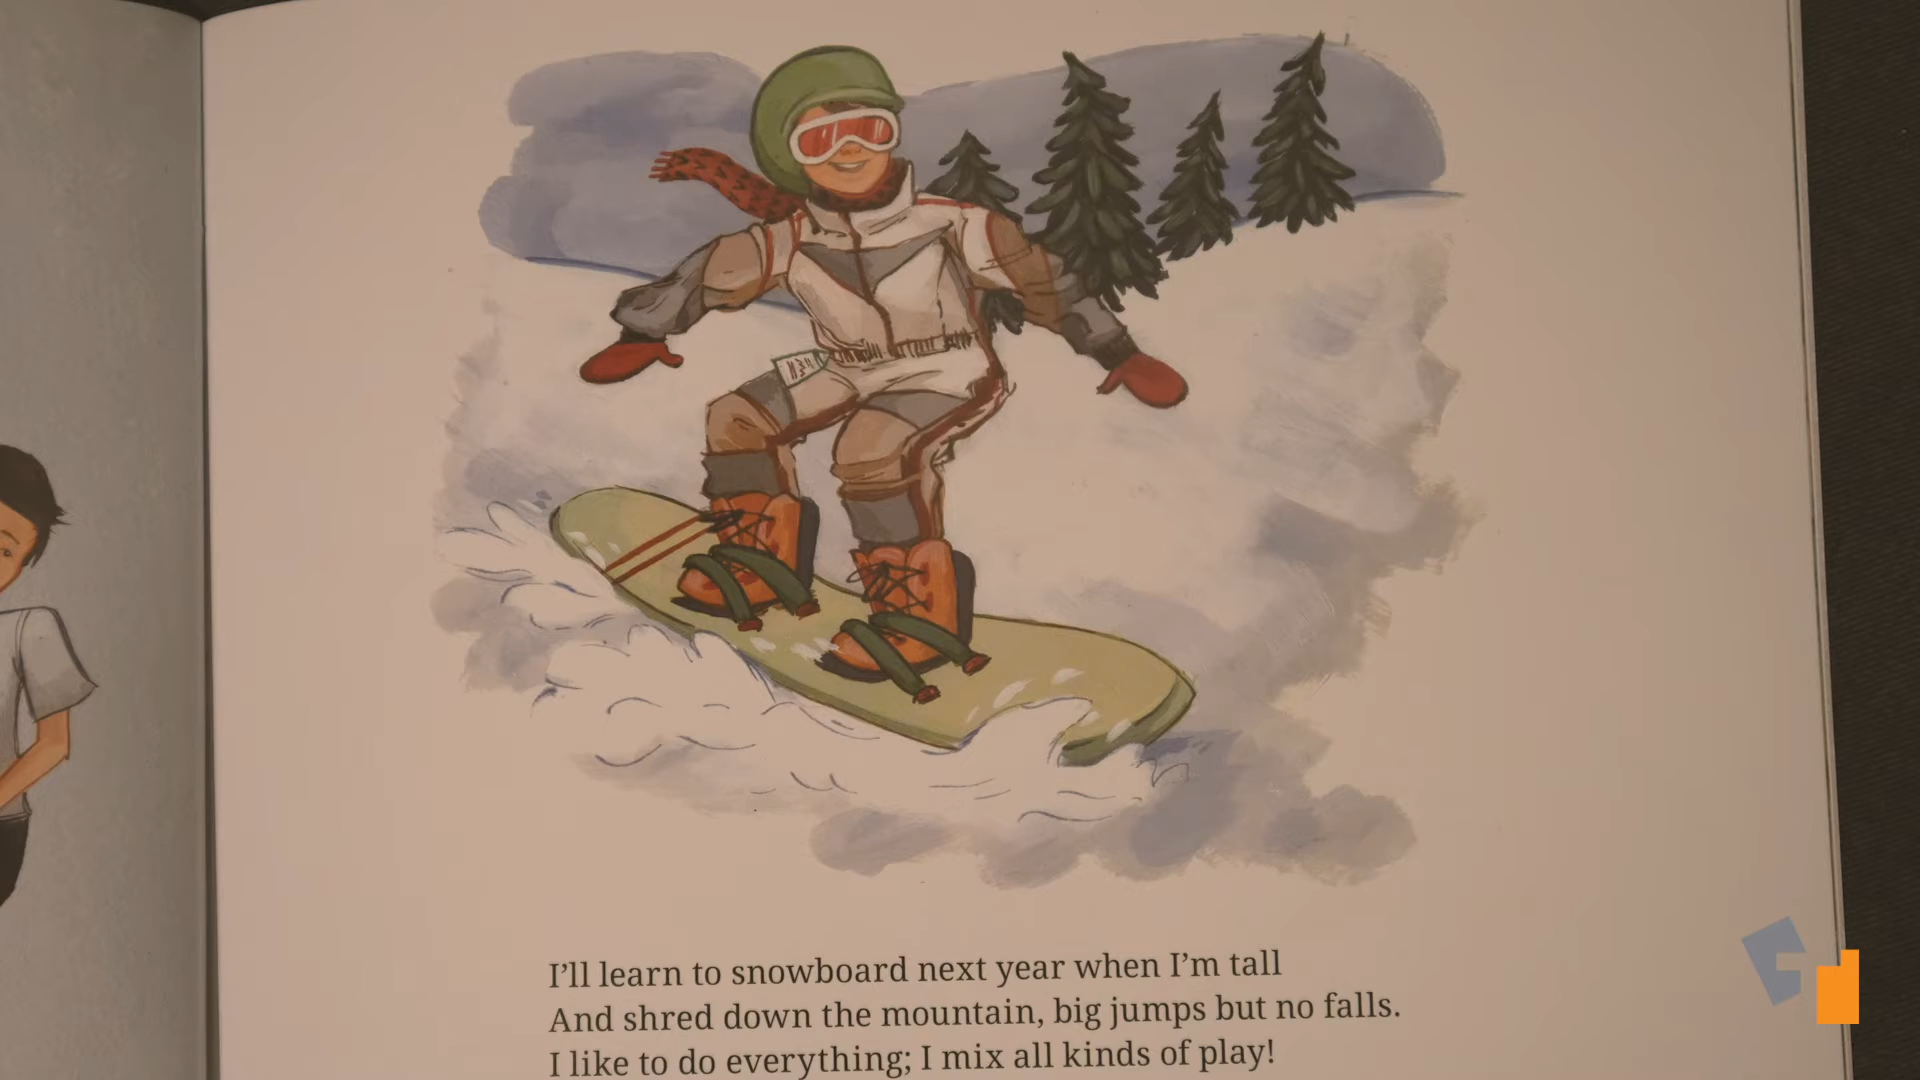 I’ll learn to snowboard next year when I’m tall
And shred down the mountain, big jumps but no falls.
I like to do everything; I mix all kinds of play!